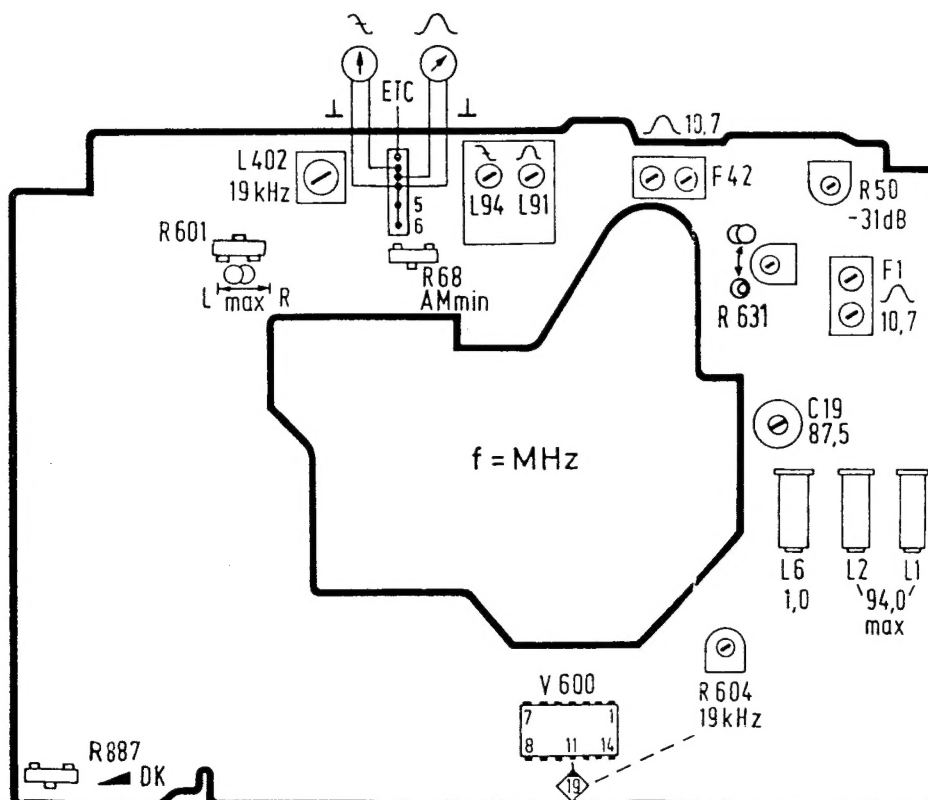 ETC
10,7
L402
19kHz
L94
L91
F42
R50
-31dB
5
6
R601
L max R
R68
AMmin
R 631
F1
10,7
C19
87,5
f = MHz
L6
1,0
L2
L1
94,0
max
V 600
7
1
8
11
14
19
R 604
19kHz
R887
DK